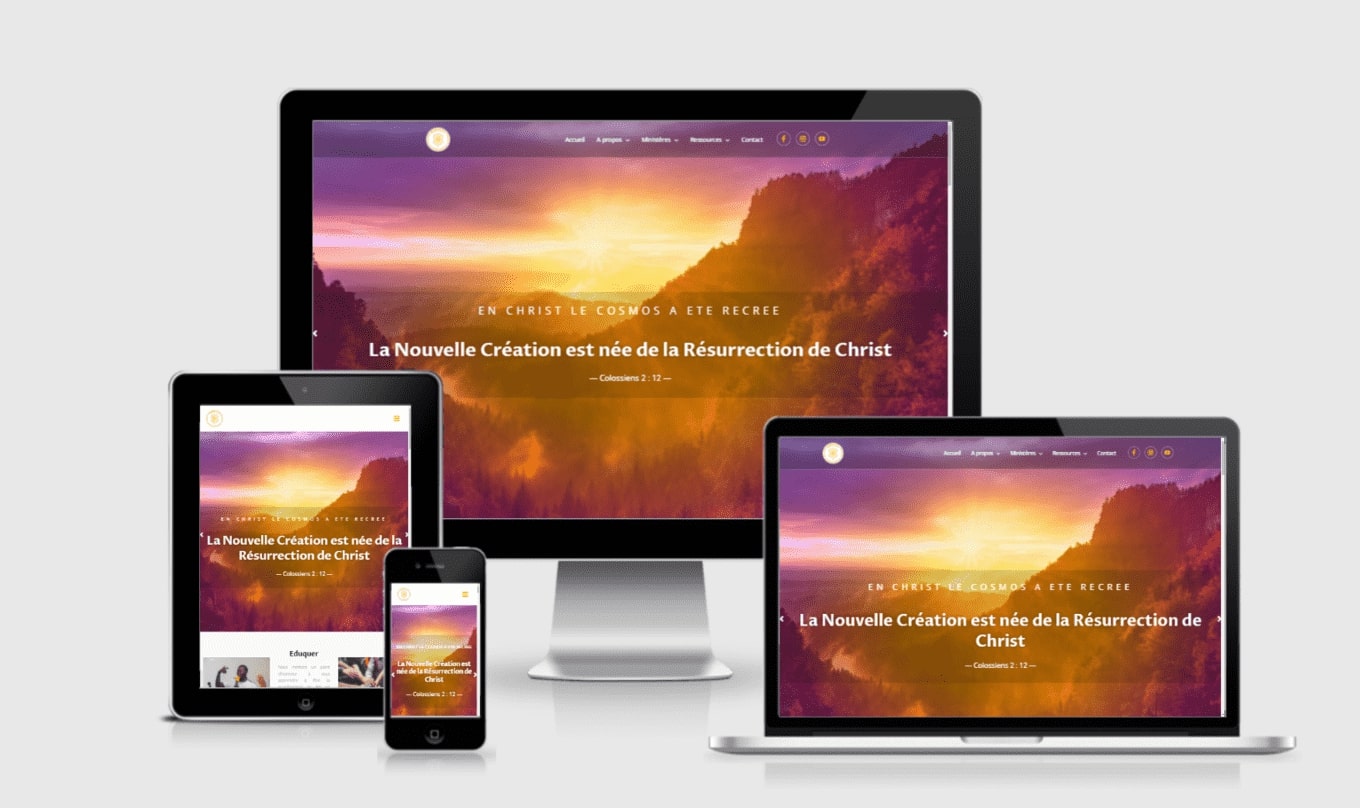 Accueil A propos Ministères Ressources Contact
EN CHRIST LE COSMOS A ETE RECREE
La Nouvelle Création est née de la Résurrection de Christ
— Colossiens 2 : 12 —
EN CHRIST LE COSMOS A ETE RECREE
La Nouvelle Création est née de la
Résurrection de Christ
— Colossiens 2 : 12 —
Eduquer
La Nouvelle Création est
née de la Résurrection de
Christ
— Colossiens 2 : 12 —
Accueil A propos Ministères Ressources Contact
EN CHRIST LE COSMOS A ETE RECREE
La Nouvelle Création est née de la Résurrection de
Christ
— Colossiens 2 : 12 —